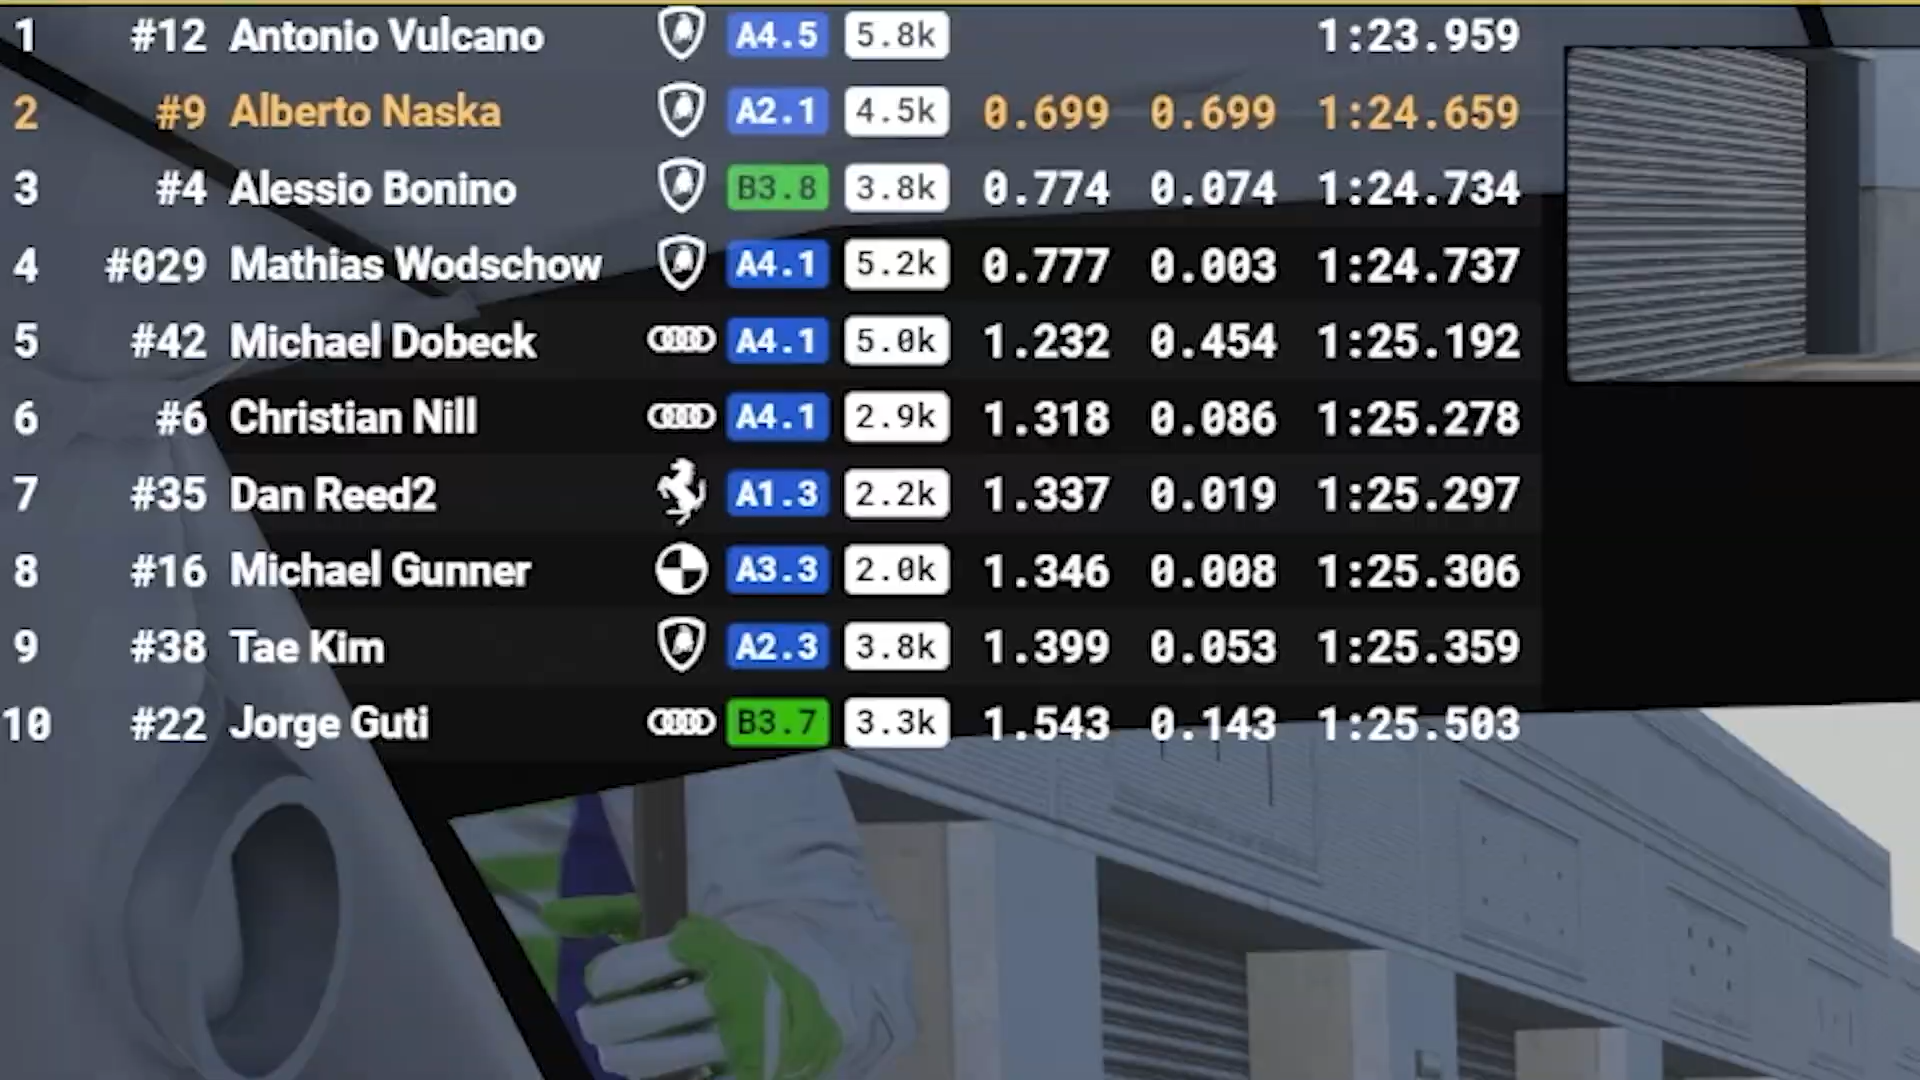 1 #12 Antonio Vulcano A4.5 5.8k 1:23.959
2 #9 Alberto Naska A2.1 4.5k 0.699 0.699 1:24.659
3 #4 Alessio Bonino B3.8 3.8k 0.774 0.074 1:24.734
4 #029 Mathias Wodschow A4.1 5.2k 0.777 0.003 1:24.737
5 #42 Michael Dobeck A4.1 5.0k 1.232 0.454 1:25.192
6 #6 Christian Nill A4.1 2.9k 1.318 0.086 1:25.278
7 #35 Dan Reed2 A1.3 2.2k 1.337 0.019 1:25.297
8 #16 Michael Gunner A3.3 2.0k 1.346 0.008 1:25.306
9 #38 Tae Kim A2.3 3.8k 1.399 0.053 1:25.359
10 #22 Jorge Guti B3.7 3.3k 1.543 0.143 1:25.503